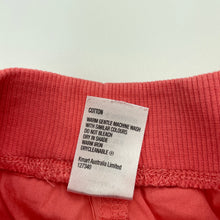 COTTON
WARM GENTLE MACHINE WASH
WITH SIMILAR COLOURS
DO NOT BLEACH
DRY IN SHADE
WARM IRON
DRYCLEANABLE (P)
Kmart Australia Limited
127340